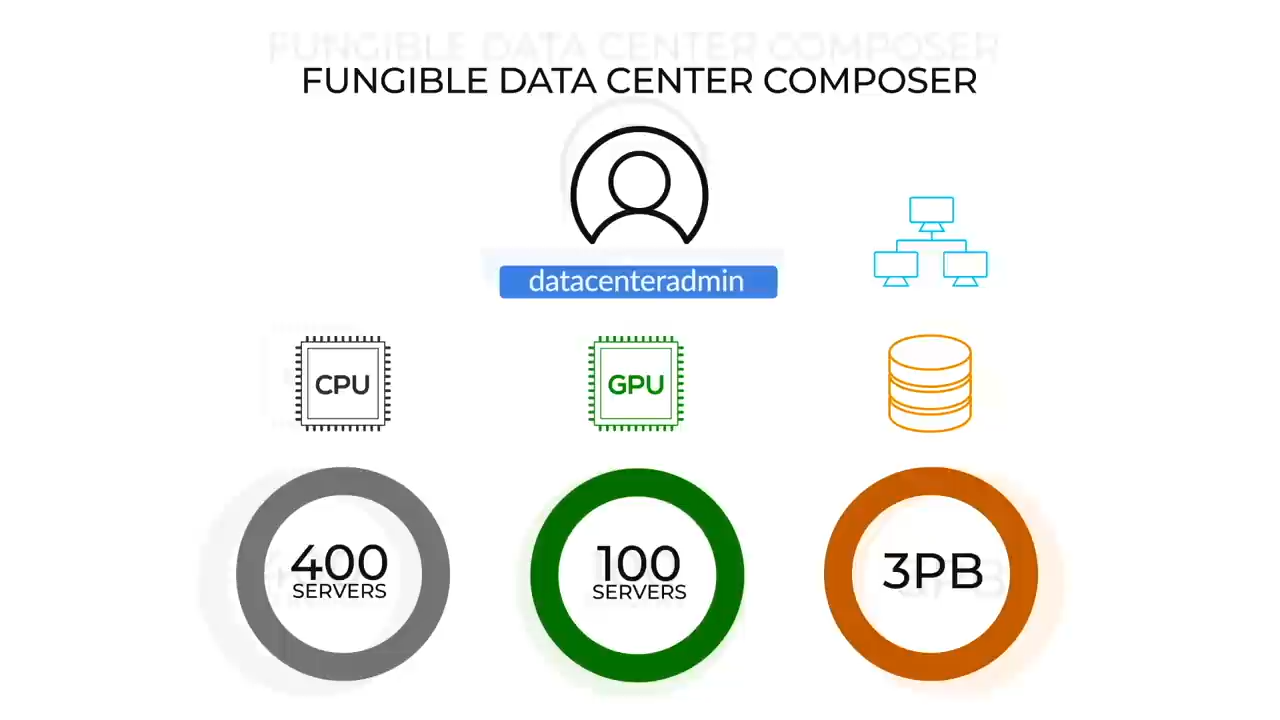 FUNGIBLE DATA CENTER COMPOSER
datacenteradmin
CPU
GPU
400
SERVERS
100
SERVERS
3PB